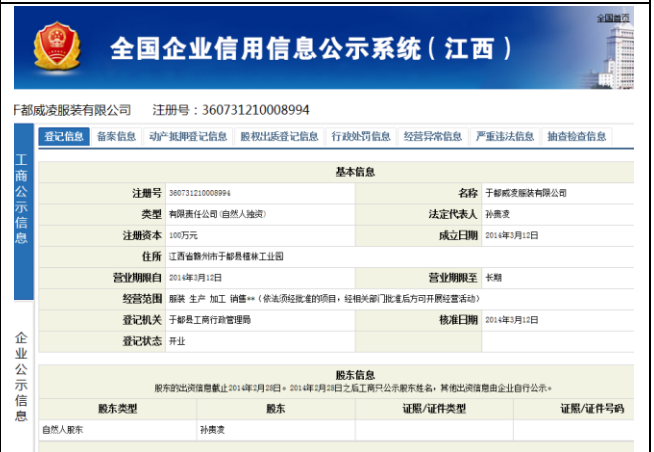 全国首页
全国企业信用信息公示系统（江西）
于都威凌服装有限公司 注册号：360731210008994
登记信息 备案信息 动产抵押登记信息 股权出质登记信息 行政处罚信息 经营异常信息 严重违法信息 抽查检查信息
工商公示信息
企业公示信息
基本信息
注册号 360731210008994 名称 于都威凌服装有限公司
类型 有限责任公司(自然人独资) 法定代表人 孙贵凌
注册资本 100万元 成立日期 2014年3月12日
住所 江西省赣州市于都县楂林工业园
营业期限自 2014年3月12日 营业期限至 长期
经营范围 服装 生产 加工 销售**（依法须经批准的项目，经相关部门批准后方可开展经营活动）
登记机关 于都县工商行政管理局 核准日期 2014年3月12日
登记状态 开业
股东信息
股东的出资信息截止2014年2月28日。2014年2月28日之后工商只公示股东姓名，其他出资信息由企业自行公示。
股东类型 股东 证照/证件类型 证照/证件号码
自然人股东 孙贵凌